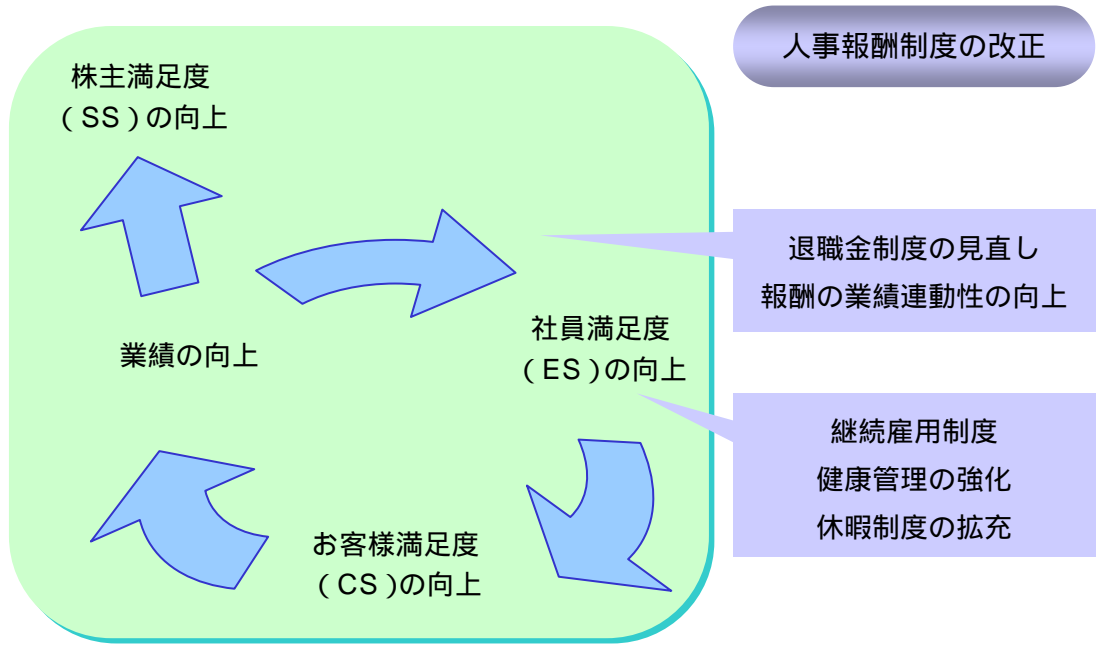 人事報酬制度の改正
株主満足度
（SS）の向上
退職金制度の見直し
報酬の業績連動性の向上
業績の向上
社員満足度
（ES）の向上
継続雇用制度
健康管理の強化
休暇制度の拡充
お客様満足度
（CS）の向上